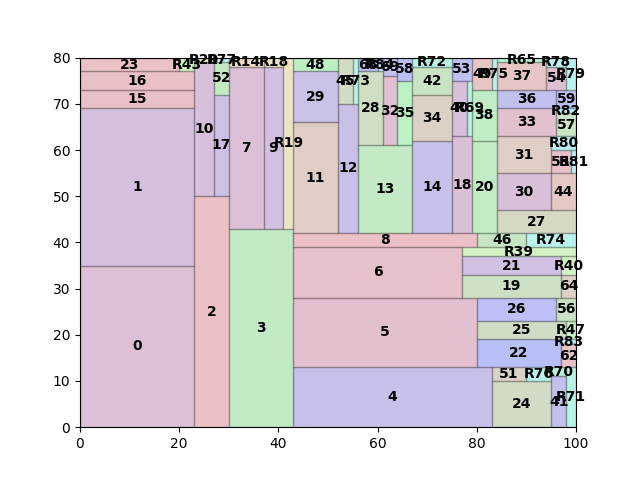 80 23 R43 R20 R77 R14 R18 48 R72 R65 R78
16 52 58 53 37 R79
15 29 42 36 59
70 28 32 35 38 R82
10 34 33 57
17 7 9 R19 R80
60 31
1 11 12 R81
50 13 14 18 20 30 44
27
40 8 46 R74
R39
6 21 R40
30 19 64
2 26 56
20 3 5 25 R47
R83
0 22 62
10 51 R70
4 24 R71
0
0 20 40 60 80 100